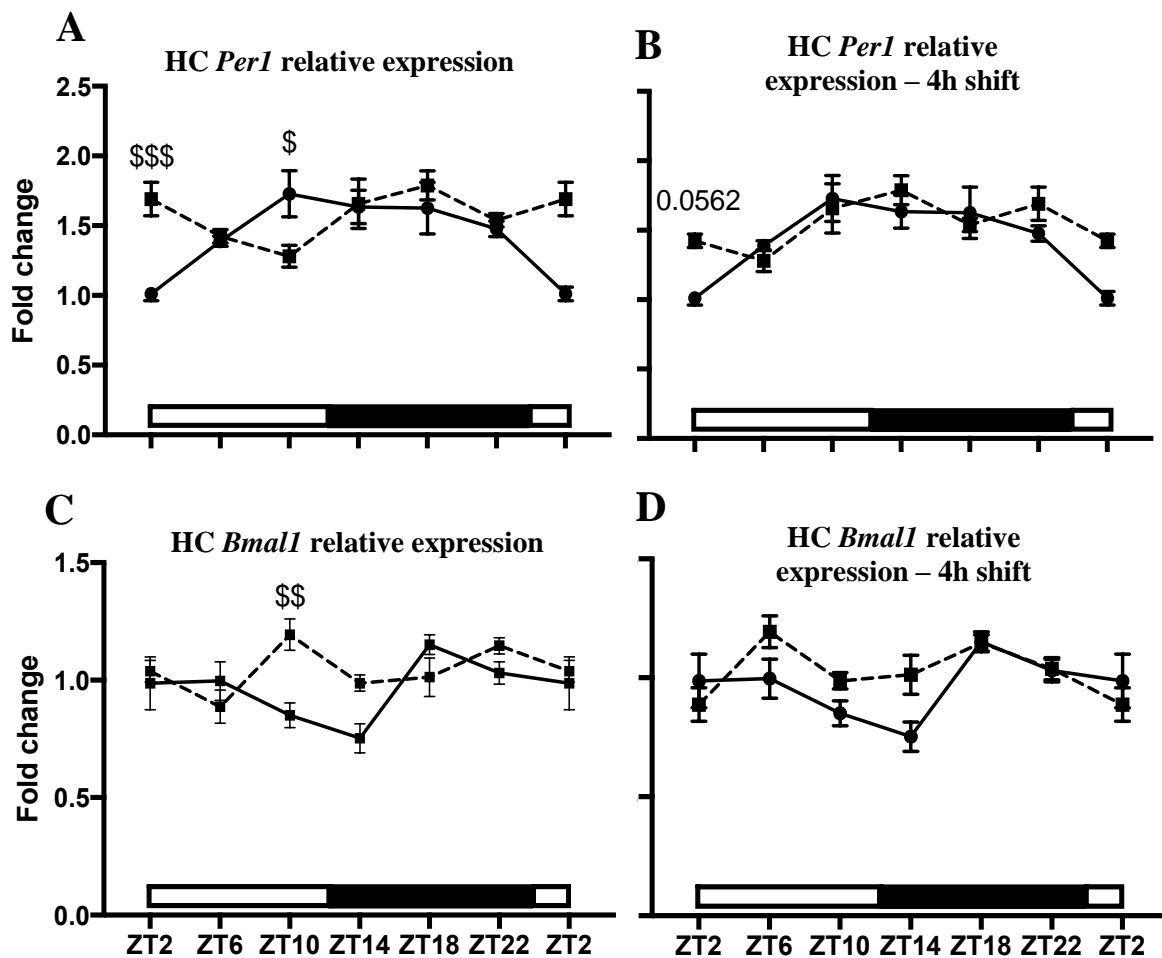 A
HC Per1 relative expression
2.5
2.0
1.5
1.0
0.5
0.0
Fold change
$$$
$
B
HC Per1 relative
expression – 4h shift
0.0562
C
HC Bmal1 relative expression
1.5
1.0
0.5
0.0
Fold change
$$
ZT2 ZT6 ZT10 ZT14 ZT18 ZT22 ZT2
D
HC Bmal1 relative
expression – 4h shift
ZT2 ZT6 ZT10 ZT14 ZT18 ZT22 ZT2